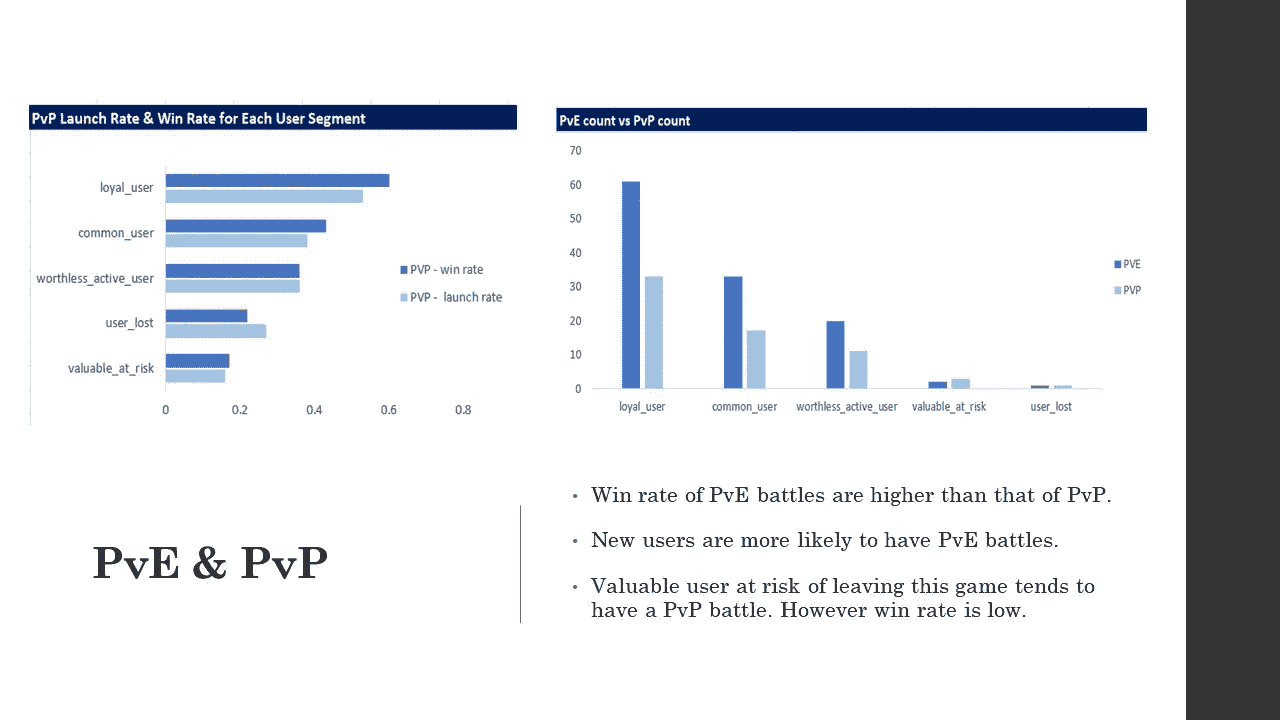 PvP Launch Rate & Win Rate for Each User Segment
loyal_user
common_user
worthless_active_user
user_lost
valuable_at_risk
0 0.2 0.4 0.6 0.8
PVP - win rate
PVP - launch rate
PvE count vs PvP count
70
60
50
40
30
20
10
0
loyal_user common_user worthless_active_user valuable_at_risk user_lost
PVE
PVP
PvE & PvP
• Win rate of PvE battles are higher than that of PvP.
• New users are more likely to have PvE battles.
• Valuable user at risk of leaving this game tends to
have a PvP battle. However win rate is low.